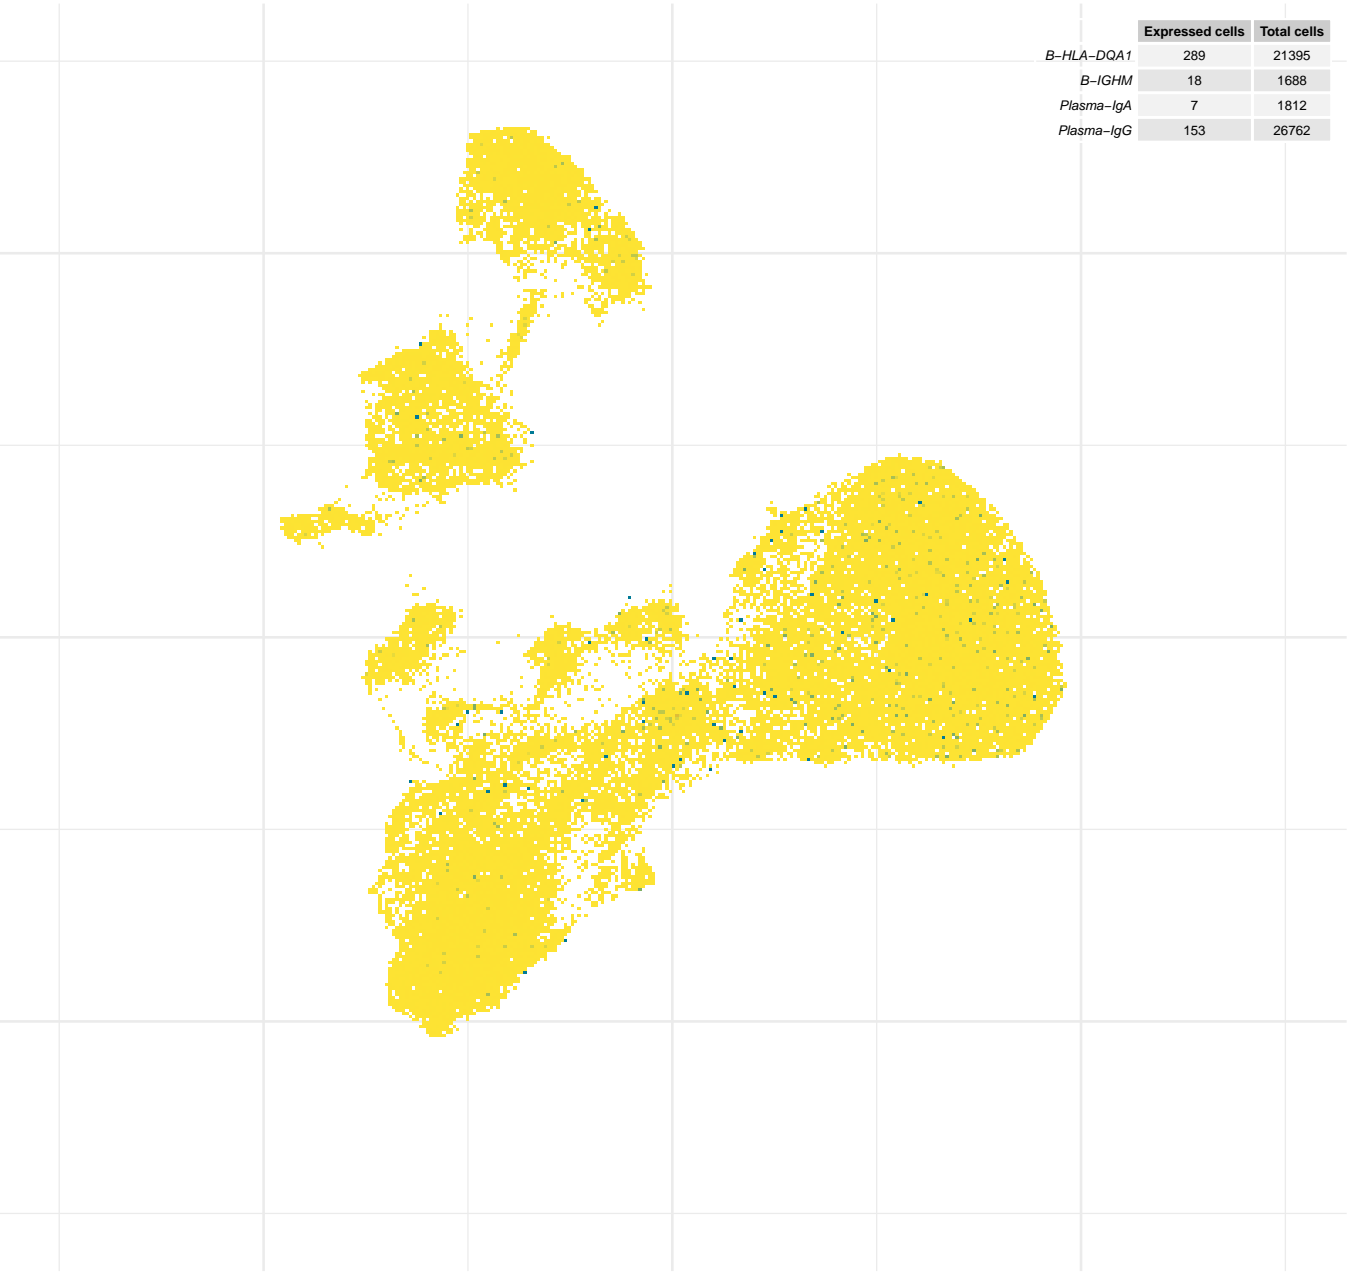 Expressed cells Total cells
B−HLA−DQA1 289 21395
B−IGHM 18 1688
Plasma−IgA 7 1812
Plasma−IgG 153 26762